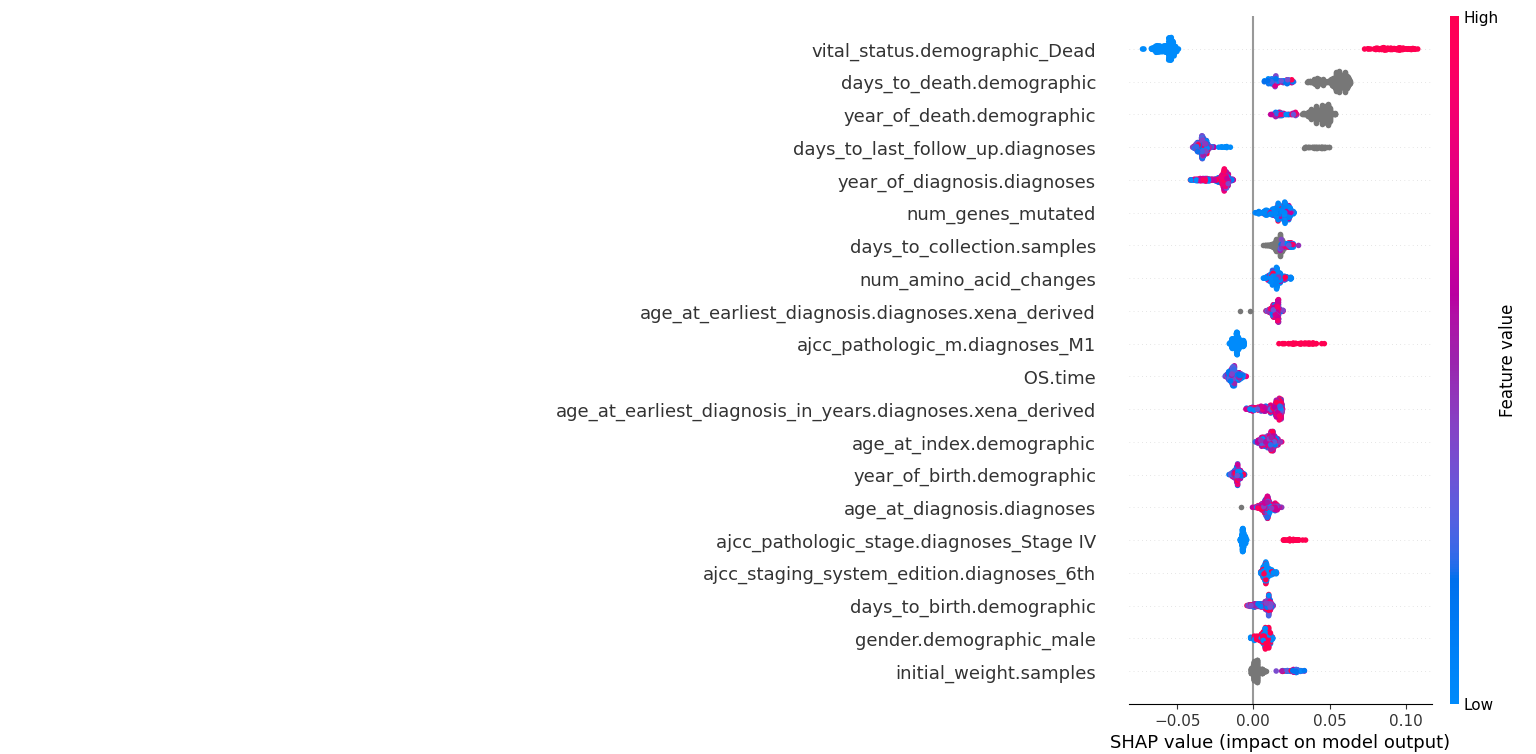 High
vital_status.demographic_Dead
days_to_death.demographic
year_of_death.demographic
days_to_last_follow_up.diagnoses
year_of_diagnosis.diagnoses
num_genes_mutated
days_to_collection.samples
num_amino_acid_changes
age_at_earliest_diagnosis.diagnoses.xena_derived
ajcc_pathologic_m.diagnoses_M1
OS.time
age_at_earliest_diagnosis_in_years.diagnoses.xena_derived
age_at_index.demographic
year_of_birth.demographic
age_at_diagnosis.diagnoses
ajcc_pathologic_stage.diagnoses_Stage IV
ajcc_staging_system_edition.diagnoses_6th
days_to_birth.demographic
gender.demographic_male
initial_weight.samples
Feature value
Low
−0.05 0.00 0.05 0.10
SHAP value (impact on model output)